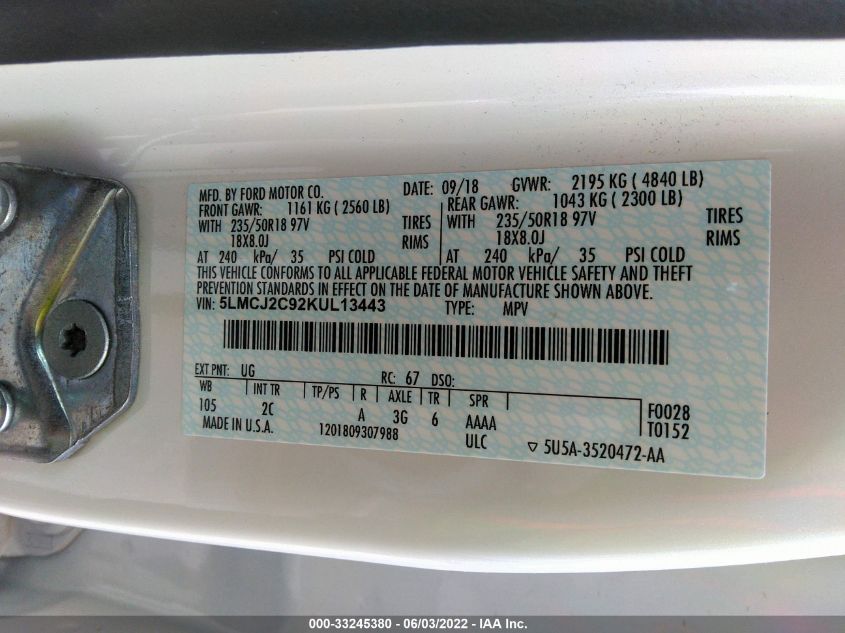 MFD. BY FORD MOTOR CO. DATE: 09/18 GVWR: 2195 KG ( 4840 LB)
FRONT GAWR: 1161 KG ( 2560 LB) REAR GAWR: 1043 KG ( 2300 LB)
WITH 235/50R18 97V TIRES WITH 235/50R18 97V TIRES
18X8.0J RIMS 18X8.0J RIMS
AT 240 kPa/ 35 PSI COLD AT 240 kPa/ 35 PSI COLD
THIS VEHICLE CONFORMS TO ALL APPLICABLE FEDERAL MOTOR VEHICLE SAFETY AND THEFT
PREVENTION STANDARDS IN EFFECT ON THE DATE OF MANUFACTURE SHOWN ABOVE.
VIN: 5LMCJ2C92KUL13443 TYPE: MPV
EXT PNT: UG RC: 67 DSO:
WB INT TR TP/PS R AXLE TR SPR
105 2C A 3G 6 AAAA F0028
MADE IN U.S.A. 1201809307988 ULC T0152
▽ 5U5A-3520472-AA
000-33245380 - 06/03/2022 - IAA Inc.